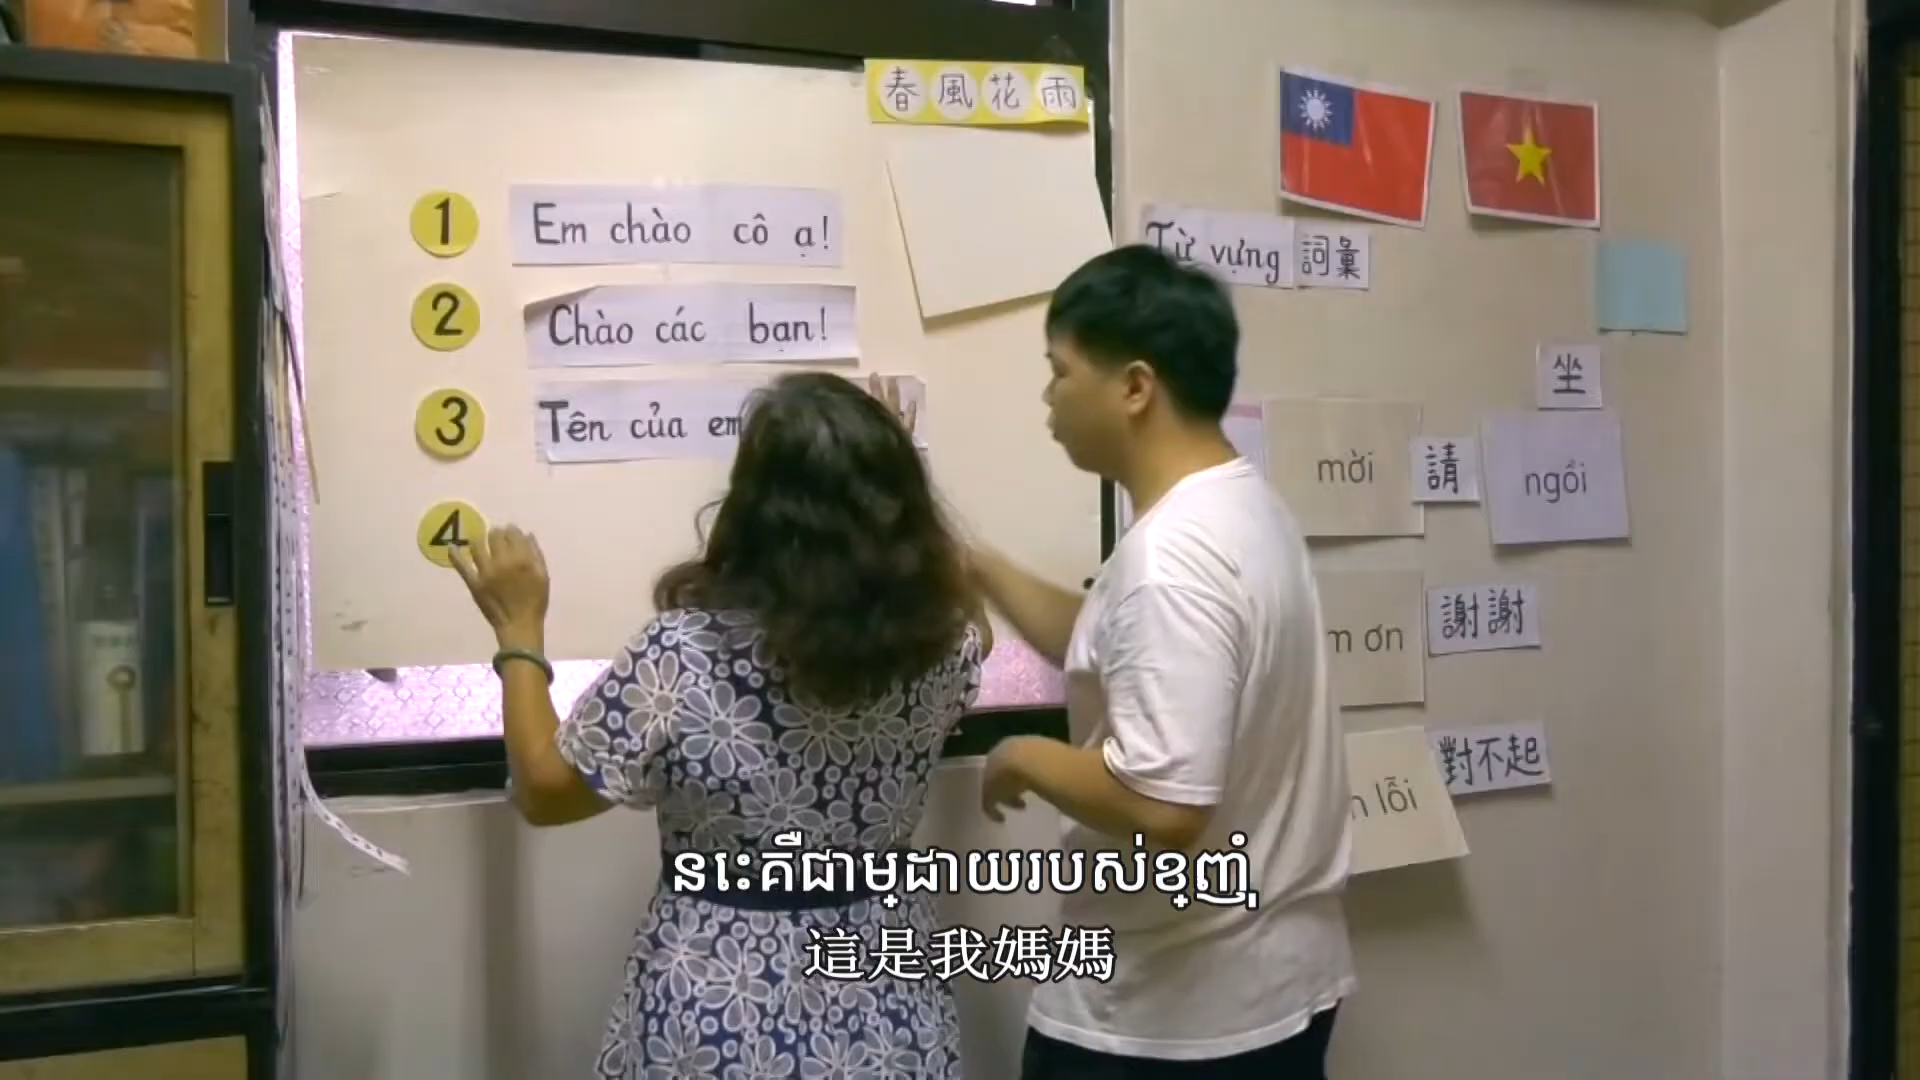 春風花雨
1 Em chào cô ạ!
2 Chào các bạn!
3 Tên của em
4
Từ vựng 詞彙
坐
mời 請 ngồi
ơn 謝謝
lỗi 對不起
នេះគឺជាម្ដាយរបស់ខ្ញុំ
這是我媽媽